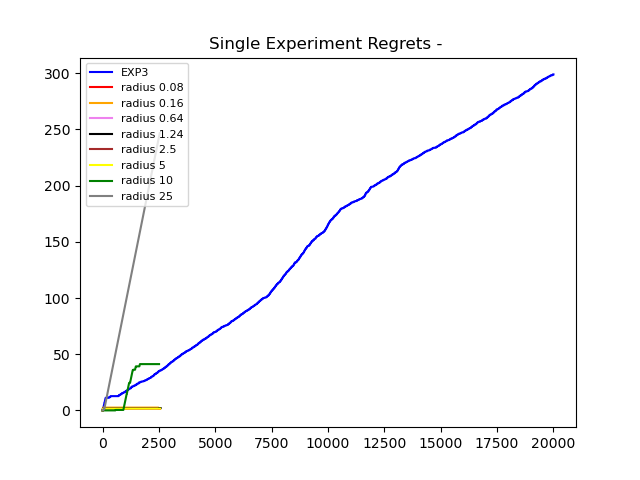 Single Experiment Regrets -
300
250
200
150
100
50
0
EXP3
radius 0.08
radius 0.16
radius 0.64
radius 1.24
radius 2.5
radius 5
radius 10
radius 25
0 2500 5000 7500 10000 12500 15000 17500 20000